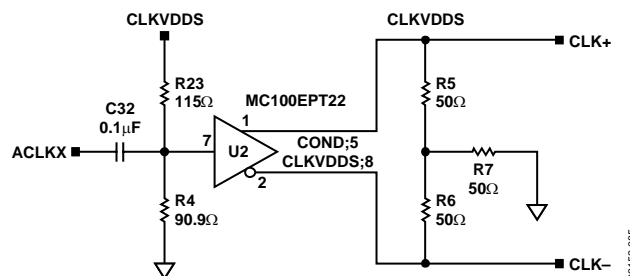 CLKVDDS
CLKVDDS
CLK+
R23
115Ω
MC100EPT22
R5
50Ω
C32
0.1μF
1
ACLKX
7
U2
COND;5
CLKVDDS;8
2
R7
50Ω
R4
90.9Ω
R6
50Ω
CLK–